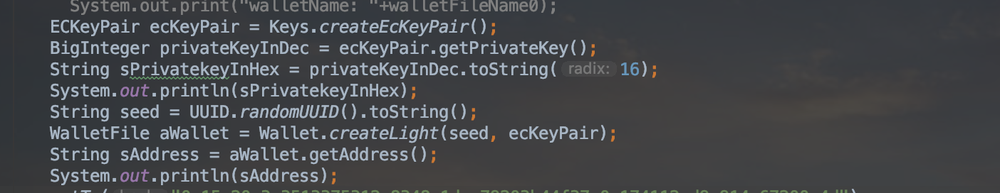 System.out.print("walletName: "+walletFileName0);
ECKeyPair ecKeyPair = Keys.createEcKeyPair();
BigInteger privateKeyInDec = ecKeyPair.getPrivateKey();
String sPrivatekeyInHex = privateKeyInDec.toString( radix: 16);
System.out.println(sPrivatekeyInHex);
String seed = UUID.randomUUID().toString();
WalletFile aWallet = Wallet.createLight(seed, ecKeyPair);
String sAddress = aWallet.getAddress();
System.out.println(sAddress);